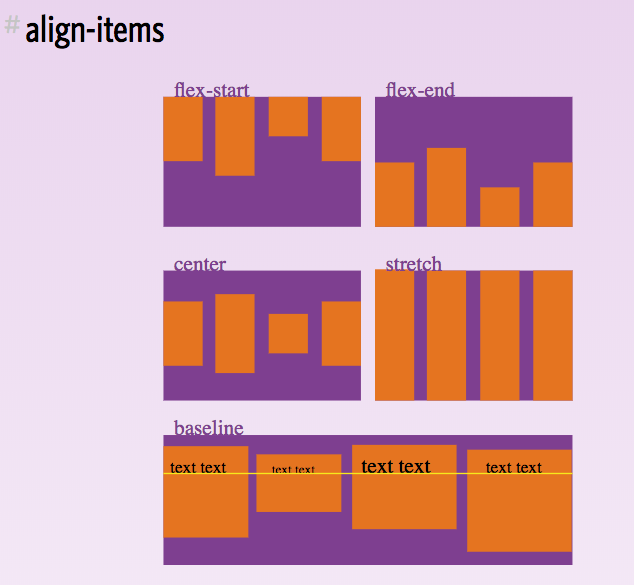 # align-items
flex-start
flex-end
center
stretch
baseline
text text
text text
text text
text text